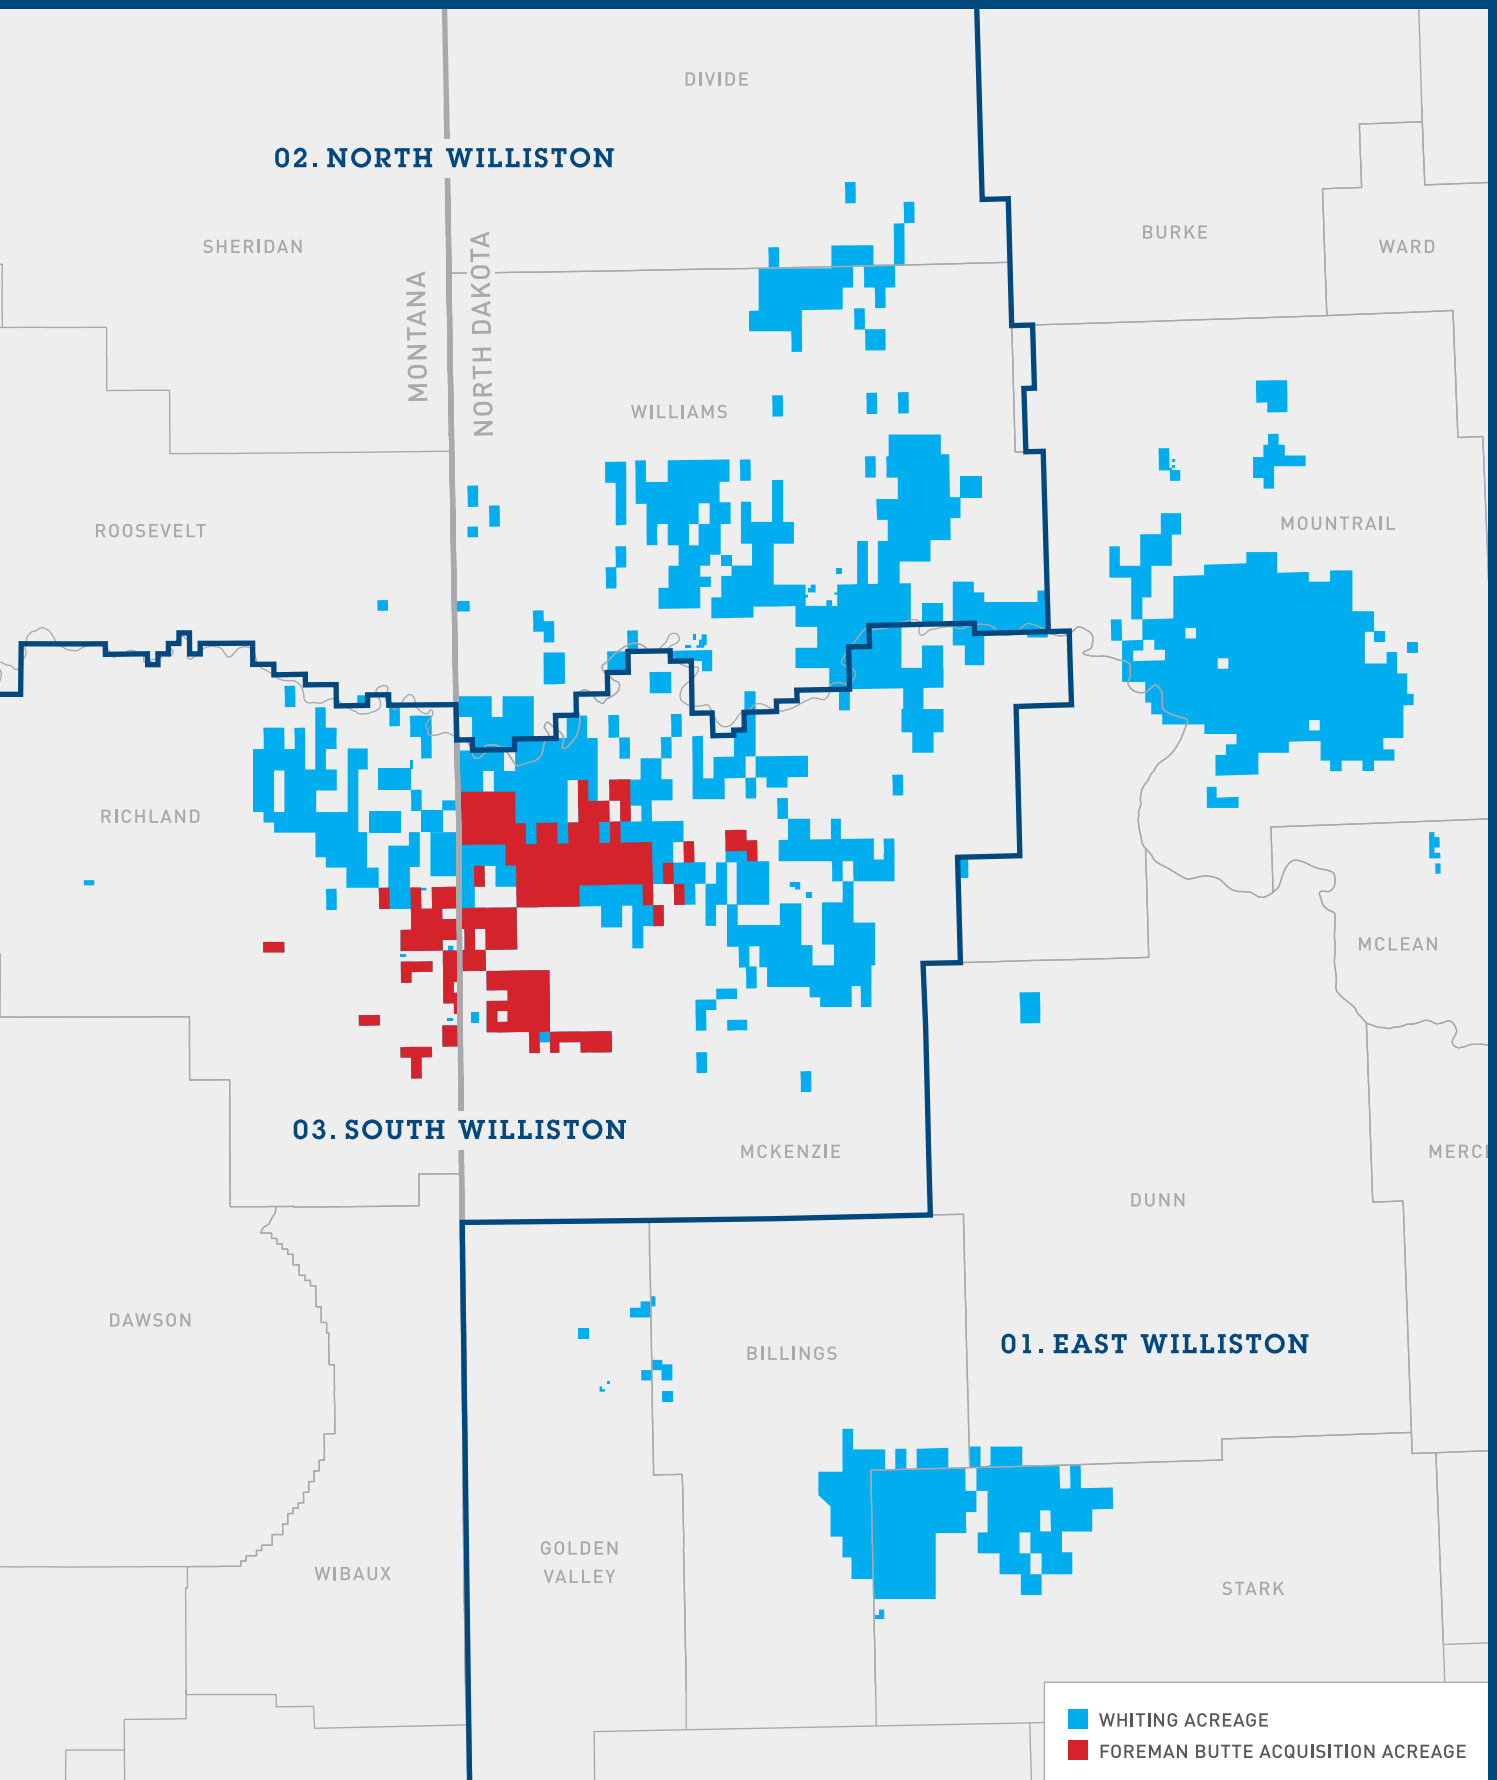 DIVIDE
02. NORTH WILLISTON
BURKE
WARD
SHERIDAN
MONTANA
NORTH DAKOTA
WILLIAMS
MOUNTRAIL
ROOSEVELT
RICHLAND
MCLEAN
03. SOUTH WILLISTON
MCKENZIE
MERC
DUNN
DAWSON
BILLINGS
01. EAST WILLISTON
GOLDEN
VALLEY
WIBAUX
STARK
WHITING ACREAGE
FOREMAN BUTTE ACQUISITION ACREAGE